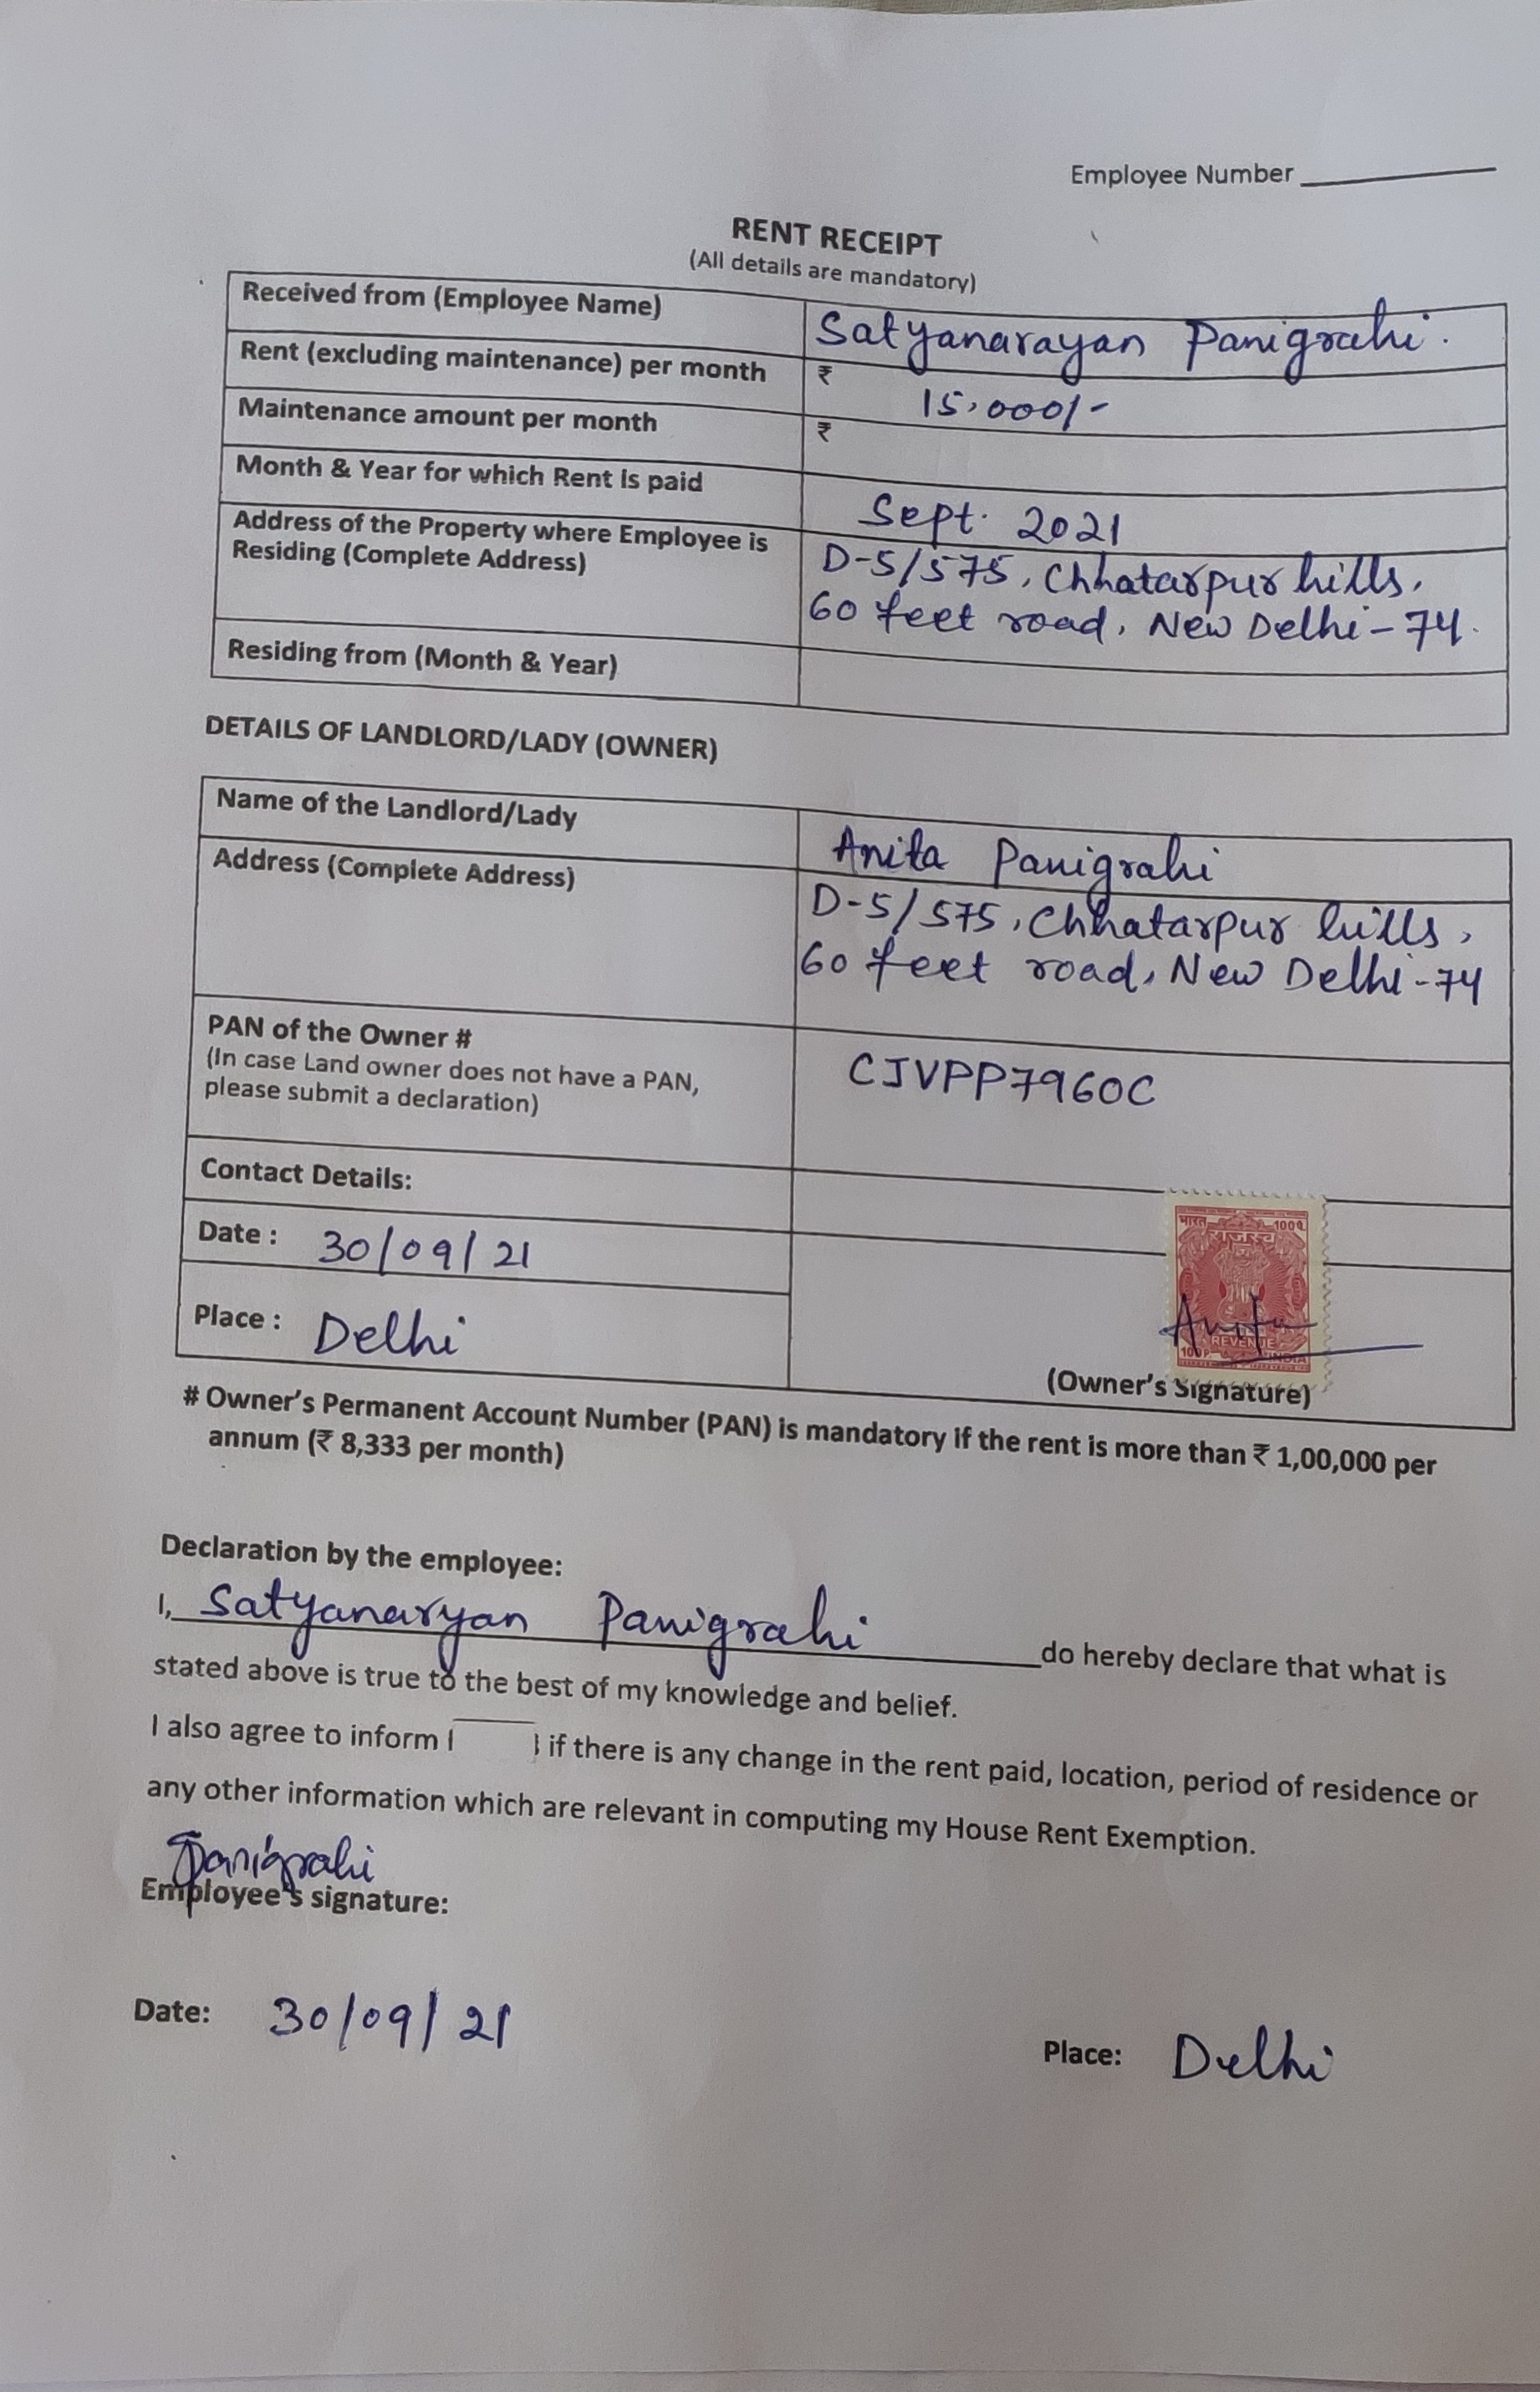 Employee Number
RENT RECEIPT
(All details are mandatory)
Received from (Employee Name) Satyanarayan Panigrahi.
Rent (excluding maintenance) per month ₹ 15,000/-
Maintenance amount per month ₹
Month & Year for which Rent is paid Sept. 2021
Address of the Property where Employee is D-5/575, Chhatarpur hills,
Residing (Complete Address) 60 feet road, New Delhi-74.
Residing from (Month & Year)
DETAILS OF LANDLORD/LADY (OWNER)
Name of the Landlord/Lady Anita Panigrahi
Address (Complete Address) D-5/575, Chhatarpur hills,
60 feet road, New Delhi-74
PAN of the Owner # CJVPP7960C
(In case Land owner does not have a PAN,
please submit a declaration)
Contact Details:
Date : 30/09/21
भारत 100P
राजस्व
Anita
REVENUE
100P INDIA
Place : Delhi
(Owner's Signature)
# Owner's Permanent Account Number (PAN) is mandatory if the rent is more than ₹ 1,00,000 per
annum (₹ 8,333 per month)
Declaration by the employee:
I, Satyanaryan Panigrahi do hereby declare that what is
stated above is true to the best of my knowledge and belief.
I also agree to inform if there is any change in the rent paid, location, period of residence or
any other information which are relevant in computing my House Rent Exemption.
Panigrahi
Employee's signature:
Date: 30/09/21
Place: Delhi